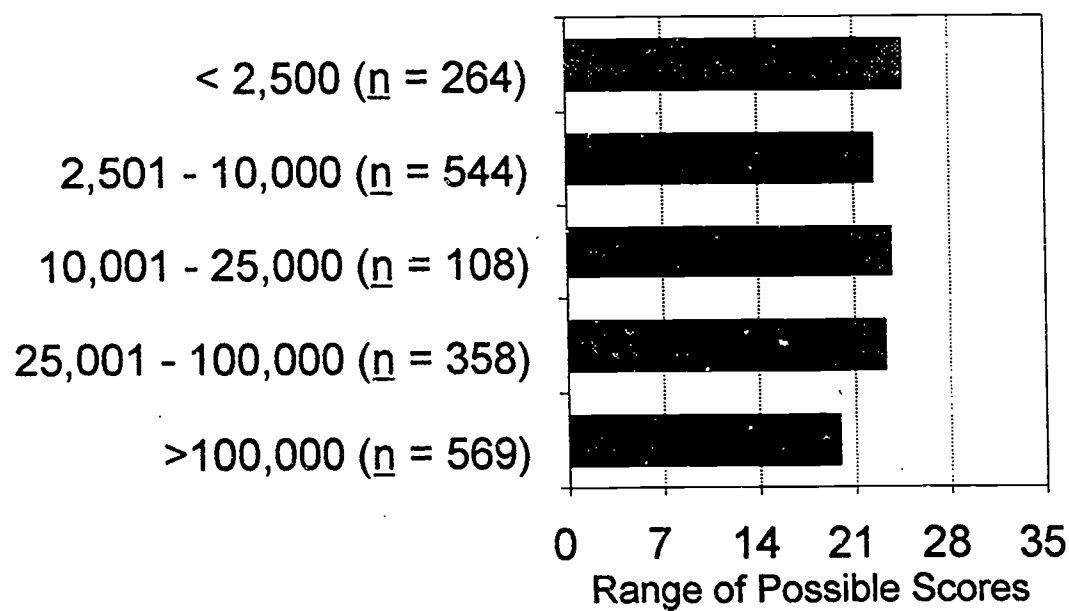 < 2,500 (n = 264)
2,501 - 10,000 (n = 544)
10,001 - 25,000 (n = 108)
25,001 - 100,000 (n = 358)
>100,000 (n = 569)
0 7 14 21 28 35
Range of Possible Scores